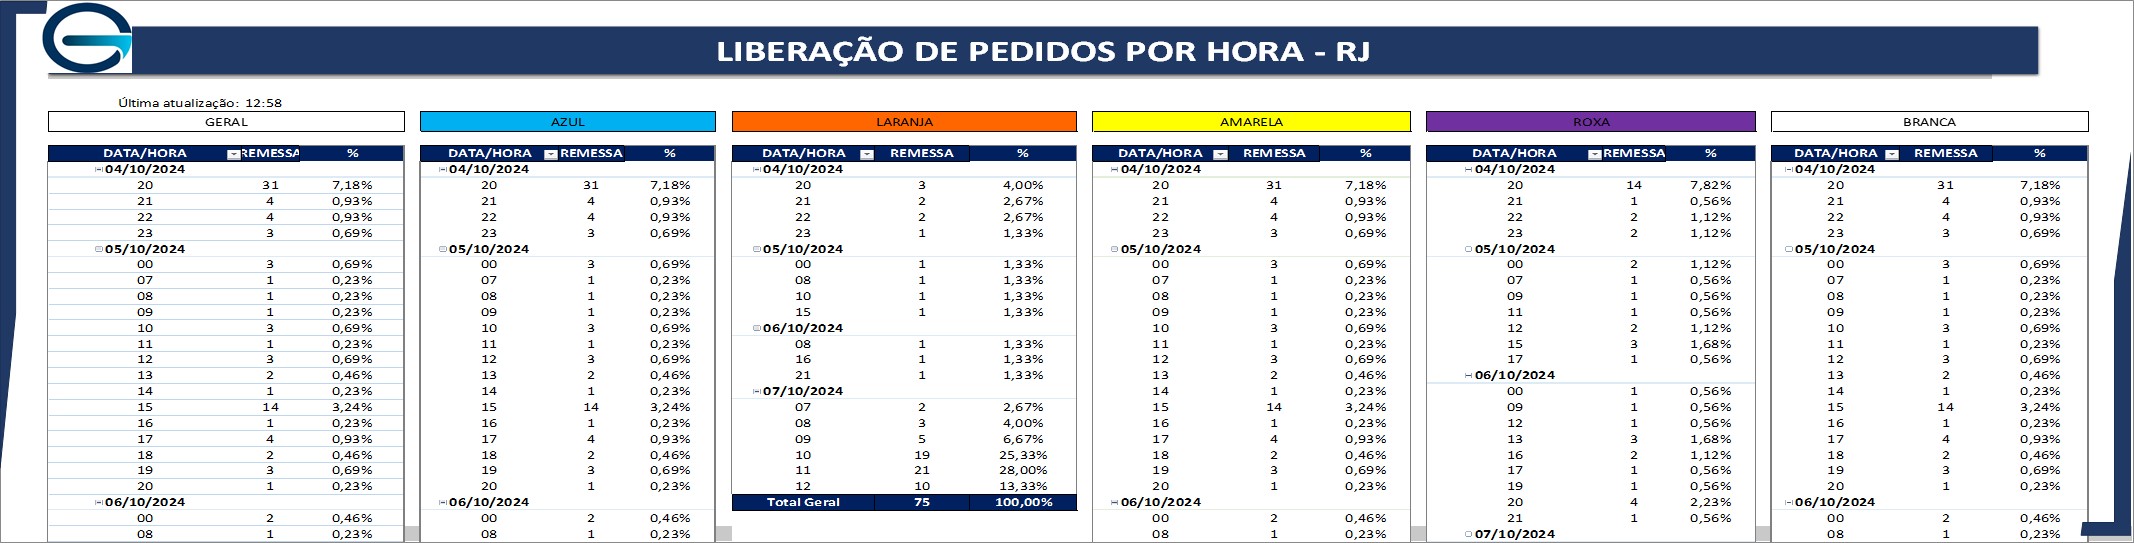 LIBERAÇÃO DE PEDIDOS POR HORA - RJ
Última atualização: 12:58
GERAL
DATA/HORA REMESSA %
04/10/2024
20 31 7,18%
21 4 0,93%
22 4 0,93%
23 3 0,69%
05/10/2024
00 3 0,69%
07 1 0,23%
08 1 0,23%
09 1 0,23%
10 3 0,69%
11 1 0,23%
12 3 0,69%
13 2 0,46%
14 1 0,23%
15 14 3,24%
16 1 0,23%
17 4 0,93%
18 2 0,46%
19 3 0,69%
20 1 0,23%
06/10/2024
00 2 0,46%
08 1 0,23%
AZUL
DATA/HORA REMESSA %
04/10/2024
20 31 7,18%
21 4 0,93%
22 4 0,93%
23 3 0,69%
05/10/2024
00 3 0,69%
07 1 0,23%
08 1 0,23%
09 1 0,23%
10 3 0,69%
11 1 0,23%
12 3 0,69%
13 2 0,46%
14 1 0,23%
15 14 3,24%
16 1 0,23%
17 4 0,93%
18 2 0,46%
19 3 0,69%
20 1 0,23%
06/10/2024
00 2 0,46%
08 1 0,23%
LARANJA
DATA/HORA REMESSA %
04/10/2024
20 3 4,00%
21 2 2,67%
22 2 2,67%
23 1 1,33%
05/10/2024
00 1 1,33%
08 1 1,33%
10 1 1,33%
15 1 1,33%
06/10/2024
08 1 1,33%
16 1 1,33%
21 1 1,33%
07/10/2024
07 2 2,67%
08 3 4,00%
09 5 6,67%
10 19 25,33%
11 21 28,00%
12 10 13,33%
Total Geral 75 100,00%
AMARELA
DATA/HORA REMESSA %
04/10/2024
20 31 7,18%
21 4 0,93%
22 4 0,93%
23 3 0,69%
05/10/2024
00 3 0,69%
07 1 0,23%
08 1 0,23%
09 1 0,23%
10 3 0,69%
11 1 0,23%
12 3 0,69%
13 2 0,46%
14 1 0,23%
15 14 3,24%
16 1 0,23%
17 4 0,93%
18 2 0,46%
19 3 0,69%
20 1 0,23%
06/10/2024
00 2 0,46%
08 1 0,23%
ROXA
DATA/HORA REMESSA %
04/10/2024
20 14 7,82%
21 1 0,56%
22 2 1,12%
23 2 1,12%
05/10/2024
00 2 1,12%
07 1 0,56%
09 1 0,56%
11 1 0,56%
12 2 1,12%
15 3 1,68%
17 1 0,56%
06/10/2024
00 1 0,56%
09 1 0,56%
12 1 0,56%
13 3 1,68%
16 2 1,12%
17 1 0,56%
19 1 0,56%
20 4 2,23%
21 1 0,56%
07/10/2024
BRANCA
DATA/HORA REMESSA %
04/10/2024
20 31 7,18%
21 4 0,93%
22 4 0,93%
23 3 0,69%
05/10/2024
00 3 0,69%
07 1 0,23%
08 1 0,23%
09 1 0,23%
10 3 0,69%
11 1 0,23%
12 3 0,69%
13 2 0,46%
14 1 0,23%
15 14 3,24%
16 1 0,23%
17 4 0,93%
18 2 0,46%
19 3 0,69%
20 1 0,23%
06/10/2024
00 2 0,46%
08 1 0,23%